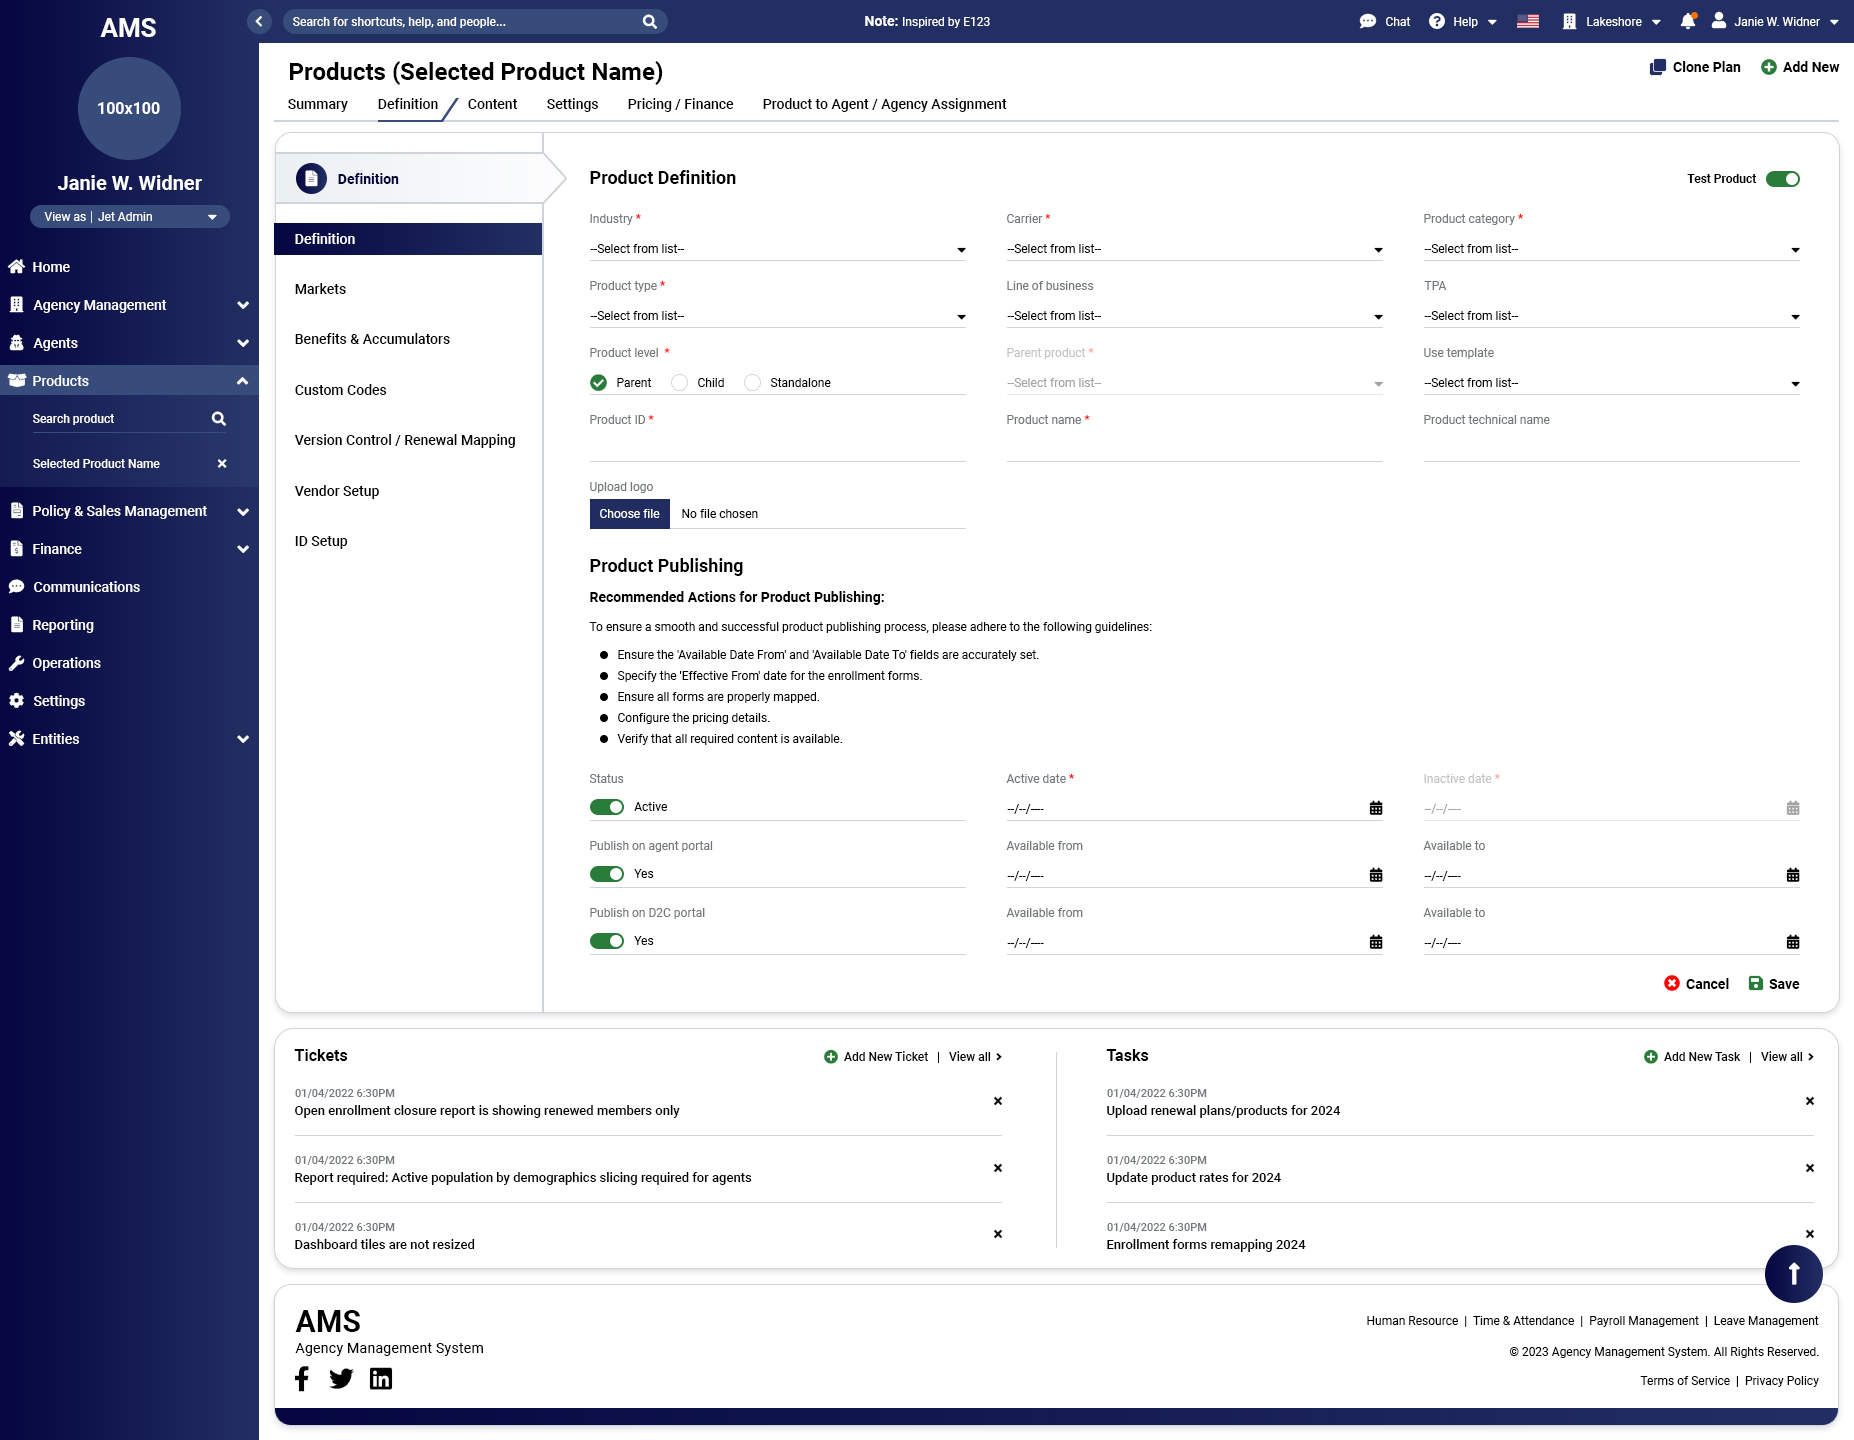 AMS
Search for shortcuts, help, and people...
Note: Inspired by E123
Chat
Help
Lakeshore
Janie W. Widner
100x100
Janie W. Widner
View as | Jet Admin
Home
Agency Management
Agents
Products
Search product
Selected Product Name
Policy & Sales Management
Finance
Communications
Reporting
Operations
Settings
Entities
Products (Selected Product Name)
Clone Plan
Add New
Summary
Definition
Content
Settings
Pricing / Finance
Product to Agent / Agency Assignment
Definition
Definition
Markets
Benefits & Accumulators
Custom Codes
Version Control / Renewal Mapping
Vendor Setup
ID Setup
Product Definition
Test Product
Industry *
Carrier *
Product category *
--Select from list--
--Select from list--
--Select from list--
Product type *
Line of business
TPA
--Select from list--
--Select from list--
--Select from list--
Product level *
Parent product *
Use template
Parent
Child
Standalone
--Select from list--
--Select from list--
Product ID *
Product name *
Product technical name
Upload logo
Choose file
No file chosen
Product Publishing
Recommended Actions for Product Publishing:
To ensure a smooth and successful product publishing process, please adhere to the following guidelines:
● Ensure the 'Available Date From' and 'Available Date To' fields are accurately set.
● Specify the 'Effective From' date for the enrollment forms.
● Ensure all forms are properly mapped.
● Configure the pricing details.
● Verify that all required content is available.
Status
Active date *
Inactive date *
Active
--/--/----
--/--/----
Publish on agent portal
Available from
Available to
Yes
--/--/----
--/--/----
Publish on D2C portal
Available from
Available to
Yes
--/--/----
--/--/----
Cancel
Save
Tickets
Add New Ticket | View all
01/04/2022 6:30PM
Open enrollment closure report is showing renewed members only
01/04/2022 6:30PM
Report required: Active population by demographics slicing required for agents
01/04/2022 6:30PM
Dashboard tiles are not resized
Tasks
Add New Task | View all
01/04/2022 6:30PM
Upload renewal plans/products for 2024
01/04/2022 6:30PM
Update product rates for 2024
01/04/2022 6:30PM
Enrollment forms remapping 2024
AMS
Agency Management System
Human Resource | Time & Attendance | Payroll Management | Leave Management
© 2023 Agency Management System. All Rights Reserved.
Terms of Service | Privacy Policy